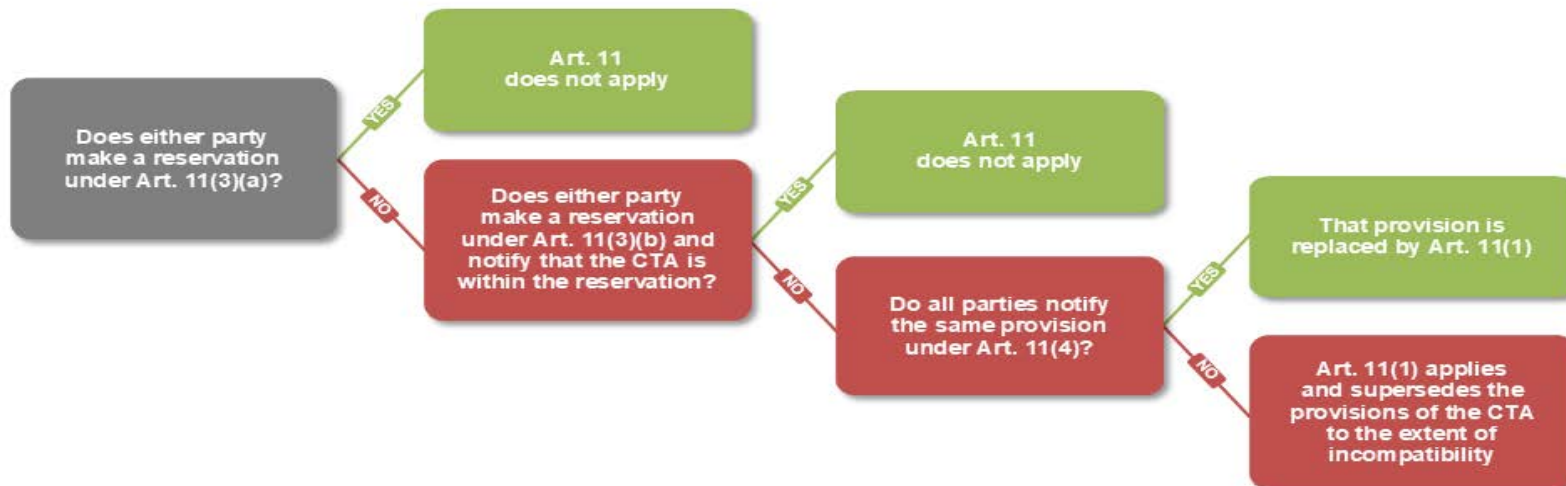 Does either party
make a reservation
under Art. 11(3)(a)?
YES
Art. 11
does not apply
NO
Does either party
make a reservation
under Art. 11(3)(b) and
notify that the CTA is
within the reservation?
YES
Art. 11
does not apply
NO
Do all parties notify
the same provision
under Art. 11(4)?
YES
That provision is
replaced by Art. 11(1)
NO
Art. 11(1) applies
and supersedes the
provisions of the CTA
to the extent of
incompatibility